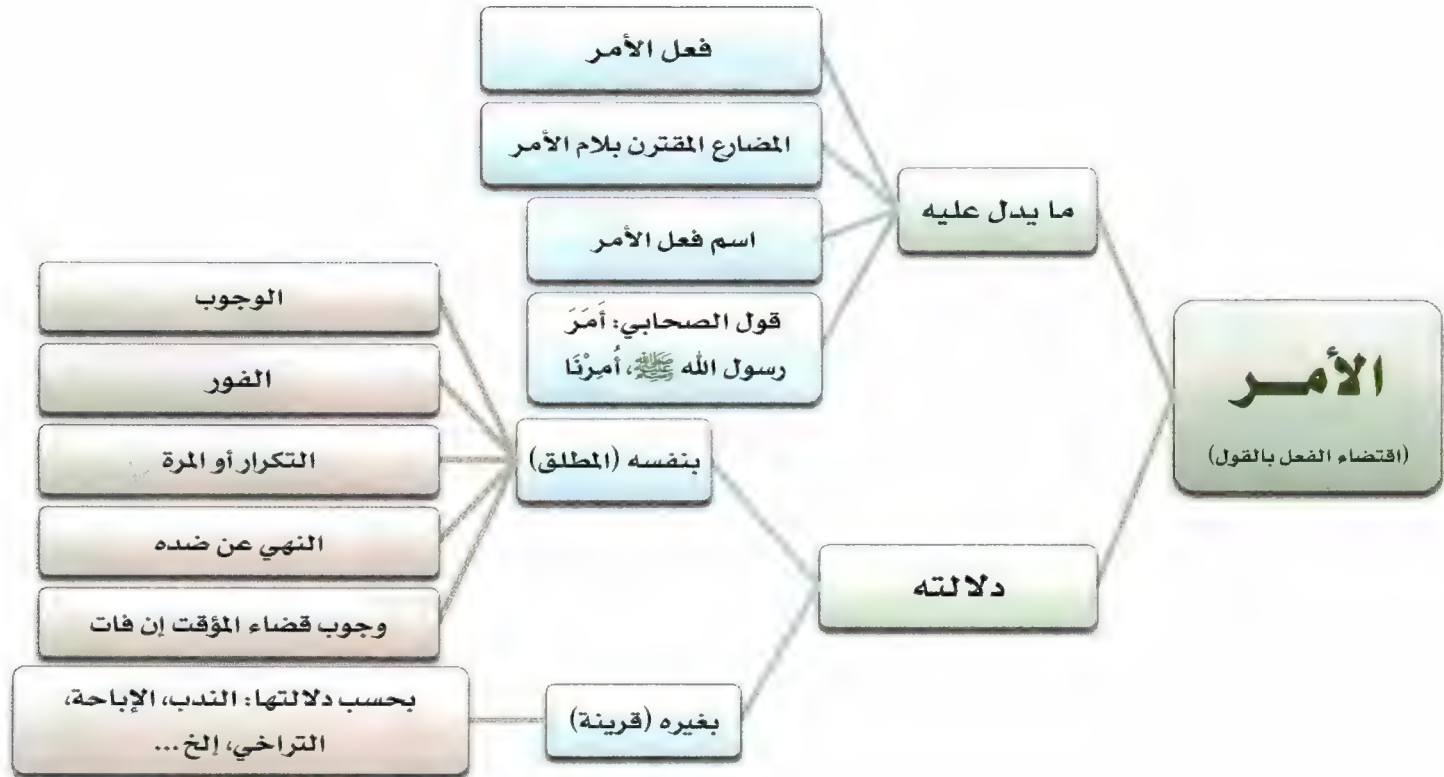 الأمـــر
(اقتضاء الفعل بالقول)
ما يدل عليه
فعل الأمر
المضارع المقترن بلام الأمر
اسم فعل الأمر
قول الصحابي: أَمَرَ
رسول الله ﷺ، أُمِرْنَا
دلالته
بنفسه (المطلق)
الوجوب
الفور
التكرار أو المرة
النهي عن ضده
وجوب قضاء المؤقت إن فات
بغيره (قرينة)
بحسب دلالتها: الندب، الإباحة،
التراخي، إلخ...